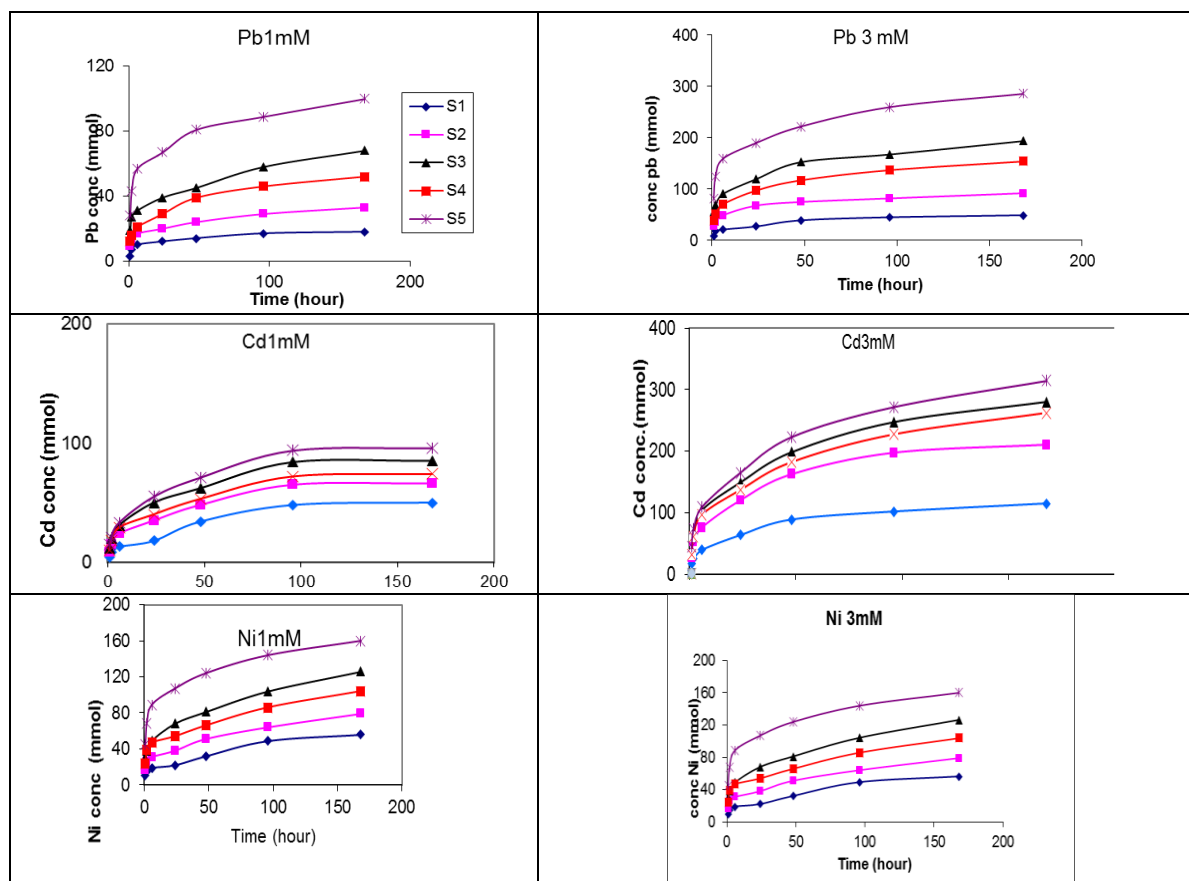 Pb1mM
120
80
40
0
0
100
200
Pb conc (mmol)
Time (hour)
S1
S2
S3
S4
S5
Pb 3 mM
400
300
200
100
0
0
50
100
150
200
conc pb (mmol)
Time (hour)
Cd1mM
200
100
0
0
50
100
150
200
Cd conc (mmol)
Cd3mM
400
300
200
100
0
Cd conc.(mmol)
Ni1mM
160
120
80
40
0
0
50
100
150
200
Ni conc (mmol)
Time (hour)
Ni 3mM
200
160
120
80
40
0
0
50
100
150
200
conc Ni (mmol)
Time (hour)